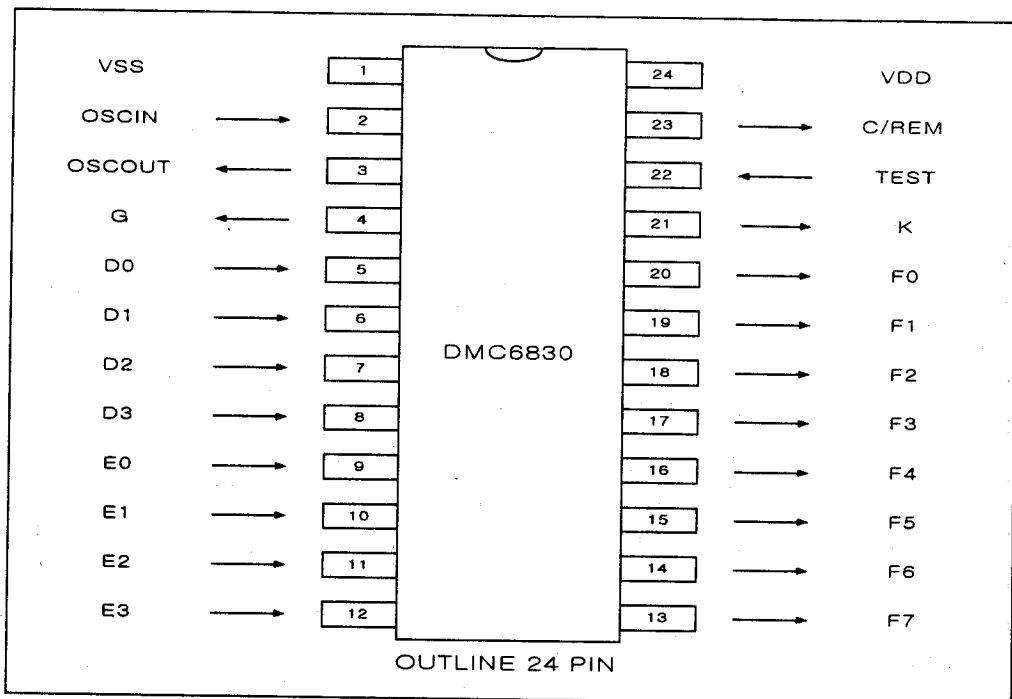 VSS 1 24 VDD
OSCIN 2 23 C/REM
OSCOUT 3 22 TEST
G 4 21 K
D0 5 20 F0
D1 6 19 F1
D2 7 18 F2
D3 8 17 F3
E0 9 16 F4
E1 10 15 F5
E2 11 14 F6
E3 12 13 F7
DMC6830
OUTLINE 24 PIN